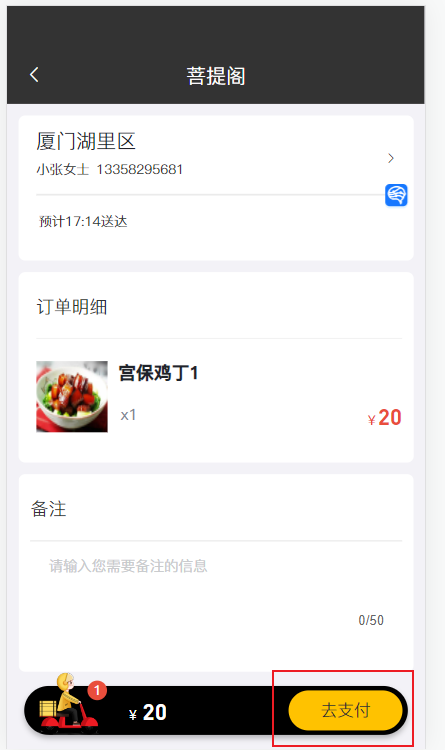 菩提阁
厦门湖里区
小张女士 13358295681
预计17:14送达
订单明细
宫保鸡丁1
x1
¥20
备注
请输入您需要备注的信息
0/50
1
¥ 20
去支付